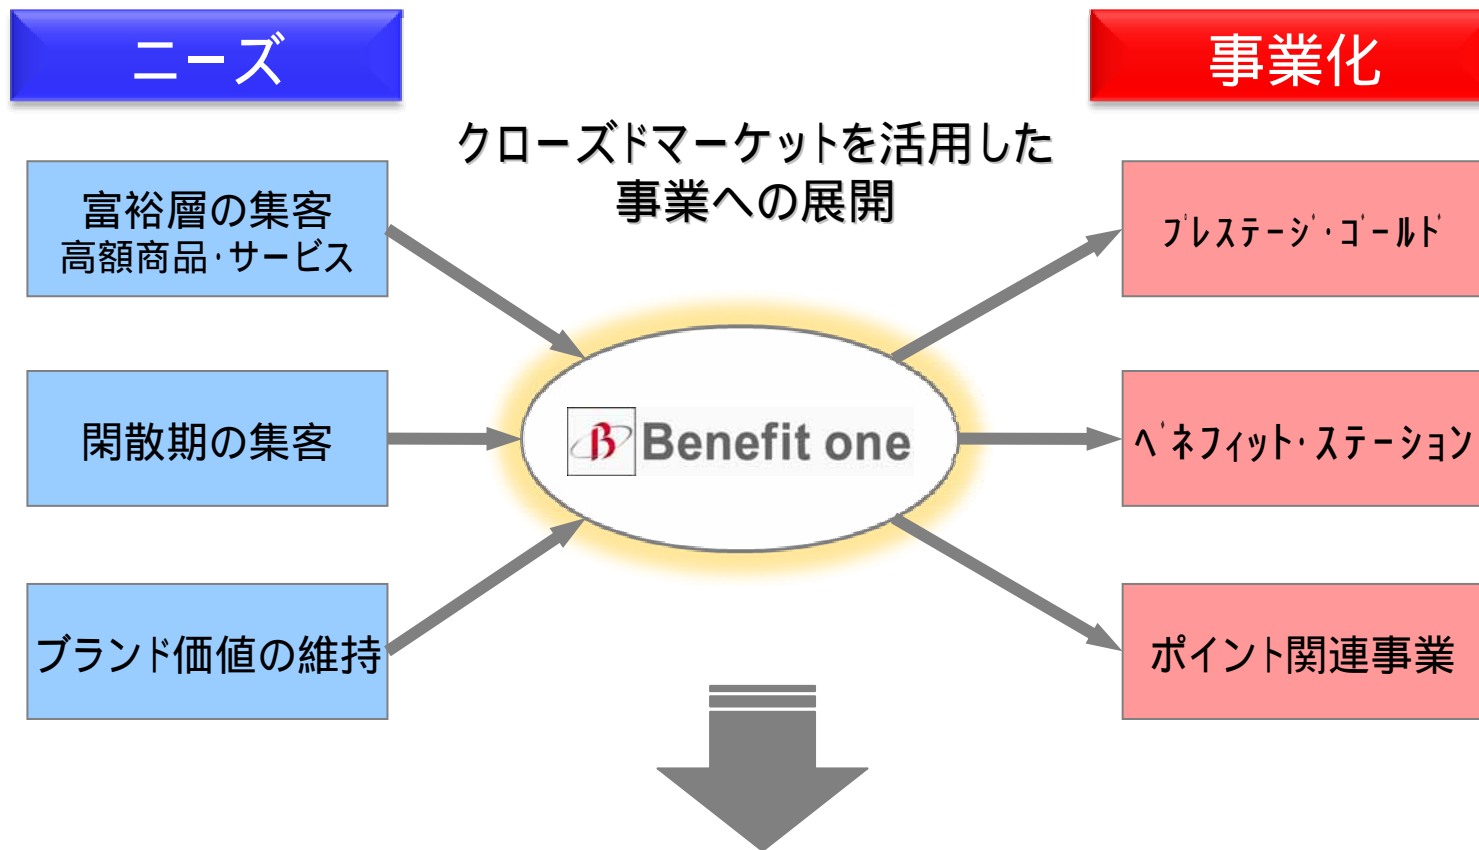 ニーズ
事業化
クローズドマーケットを活用した
事業への展開
富裕層の集客
高額商品・サービス
閑散期の集客
ブランド価値の維持
B Benefit one
プレステージ・ゴールド
ベネフィット・ステーション
ポイント関連事業